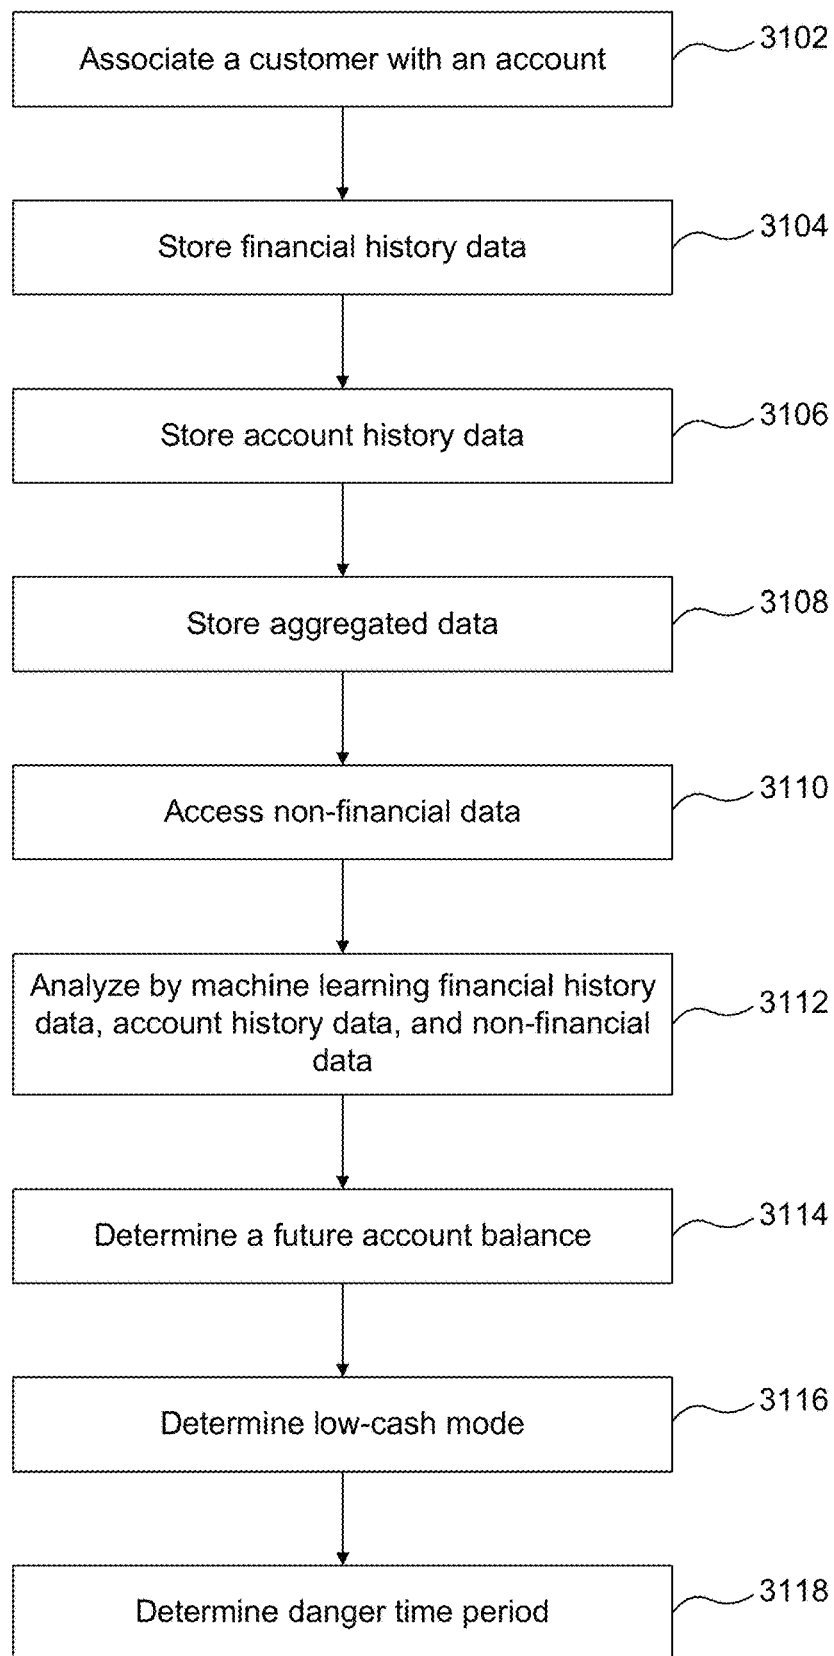 Associate a customer with an account
3102
Store financial history data
3104
Store account history data
3106
Store aggregated data
3108
Access non-financial data
3110
Analyze by machine learning financial history
data, account history data, and non-financial
data
3112
Determine a future account balance
3114
Determine low-cash mode
3116
Determine danger time period
3118